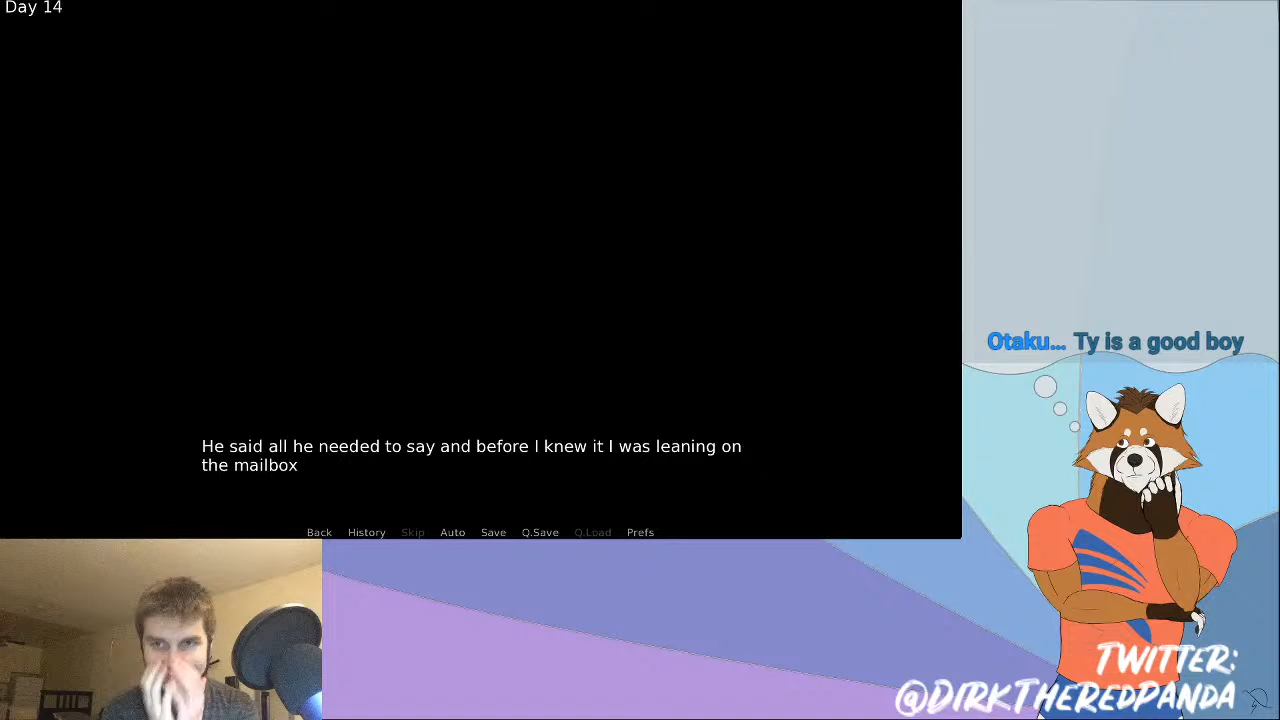 Day 14
Otaku... Ty is a good boy
He said all he needed to say and before I knew it I was leaning on
the mailbox
Back History Skip Auto Save Q.Save Q.Load Prefs
TWITTER:
@DIRKTHEREDPANDA